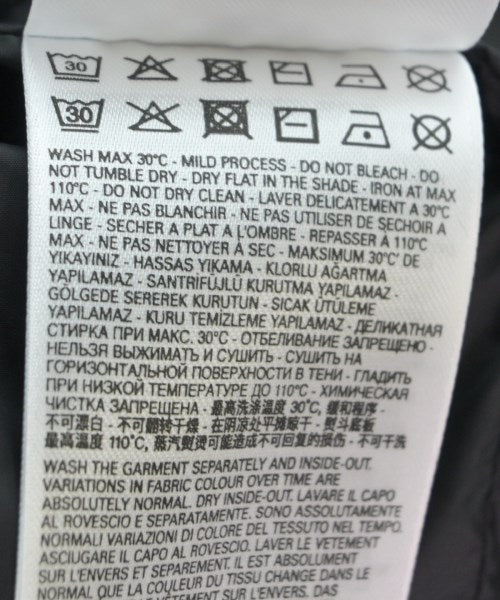 30
30
WASH MAX 30°C - MILD PROCESS - DO NOT BLEACH - DO
NOT TUMBLE DRY - DRY FLAT IN THE SHADE - IRON AT MAX
110°C - DO NOT DRY CLEAN - LAVER DELICATEMENT A 30°C
MAX - NE PAS BLANCHIR - NE PAS UTILISER DE SECHOIR A
LINGE - SECHER A PLAT A L'OMBRE - REPASSER À 110°C
MAX - NE PAS NETTOYER À SEC - MAKSIMUM 30°C DE
YIKAYINIZ - HASSAS YIKAMA - KLORLU AĞARTMA
YAPILAMAZ - SANTRİFÜJLÜ KURUTMA YAPILAMAZ -
GÖLGEDE SEREREK KURUTUN - SICAK ÜTÜLEME
YAPILAMAZ - KURU TEMİZLEME YAPILAMAZ - ДЕЛИКАТНАЯ
СТИРКА ПРИ МАКС. 30°C - ОТБЕЛИВАНИЕ ЗАПРЕЩЕНО -
НЕЛЬЗЯ ВЫЖИМАТЬ И СУШИТЬ - СУШИТЬ НА
ГОРИЗОНТАЛЬНОЙ ПОВЕРХНОСТИ В ТЕНИ - ГЛАДИТЬ
ПРИ НИЗКОЙ ТЕМПЕРАТУРЕ ДО 110°C - ХИМИЧЕСКАЯ
ЧИСТКА ЗАПРЕЩЕНА - 最高洗涤温度 30°C, 缓和程序 -
不可漂白 - 不可翻转干燥 - 在阴凉处平摊晾干 - 熨斗底板
最高温度 110°C, 蒸汽熨烫可能造成不可回复的损伤 - 不可干洗
WASH THE GARMENT SEPARATELY AND INSIDE-OUT.
VARIATIONS IN FABRIC COLOUR OVER TIME ARE
ABSOLUTELY NORMAL. DRY INSIDE-OUT. LAVARE IL CAPO
AL ROVESCIO E SEPARATAMENTE. SONO ASSOLUTAMENTE
NORMALI VARIAZIONI DI COLORE DEL TESSUTO NEL TEMPO.
ASCIUGARE IL CAPO AL ROVESCIO. LAVER LE VETEMENT
SUR L'ENVERS ET SEPAREMENT. IL EST ABSOLUMENT
NORMAL QUE LA COULEUR DU TISSU CHANGE DANS LE
VÊTEMENT SUR L'ENVERS. DAS